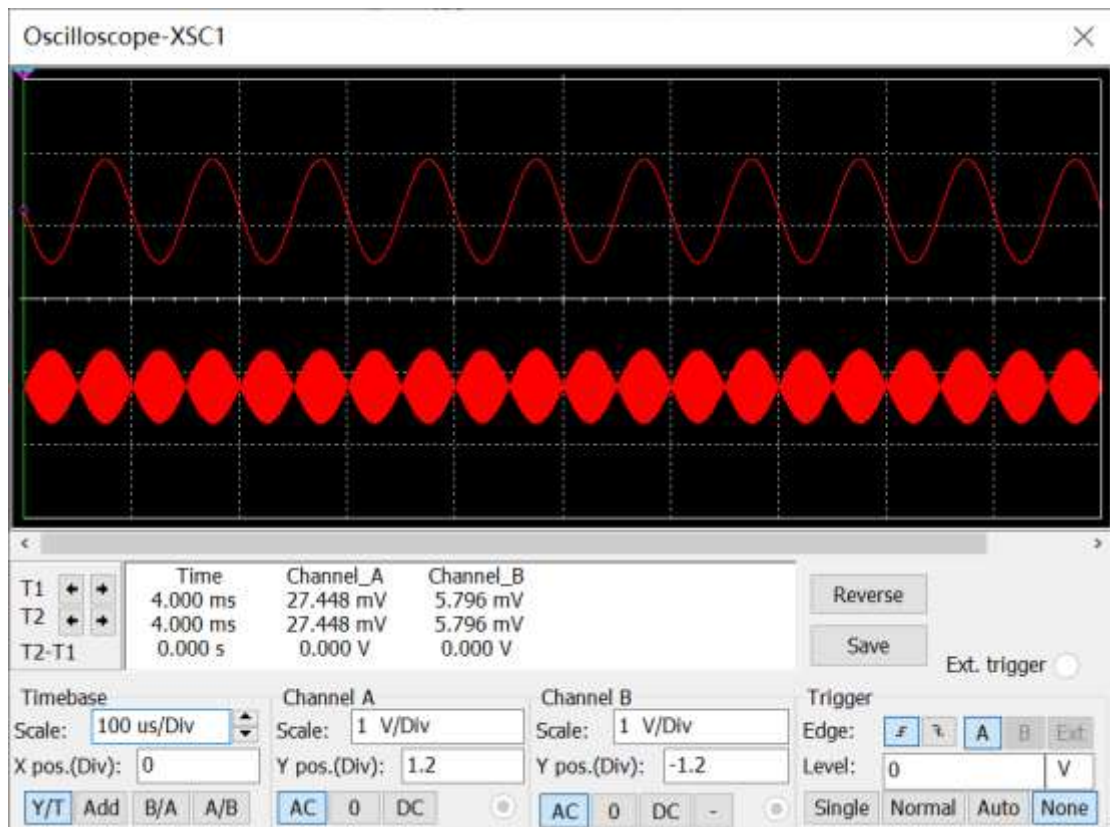 Oscilloscope-XSC1
Time Channel_A Channel_B
T1 4.000 ms 27.448 mV 5.796 mV
T2 4.000 ms 27.448 mV 5.796 mV
T2-T1 0.000 s 0.000 V 0.000 V
Reverse
Save
Ext. trigger
Timebase
Scale: 100 us/Div
X pos.(Div): 0
Y/T Add B/A A/B
Channel A
Scale: 1 V/Div
Y pos.(Div): 1.2
AC 0 DC
Channel B
Scale: 1 V/Div
Y pos.(Div): -1.2
AC 0 DC -
Trigger
Edge: A B Ext
Level: 0 V
Single Normal Auto None